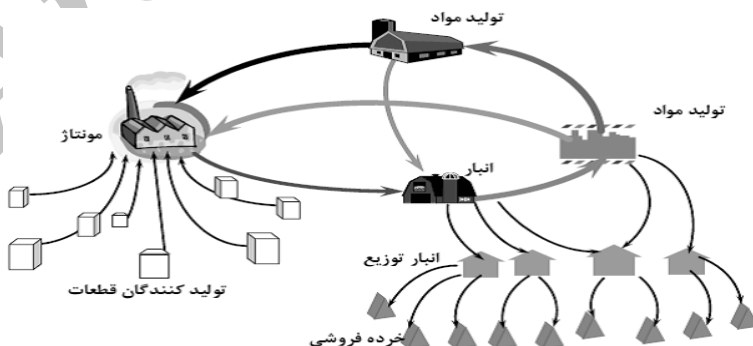 تولید مواد
تولید مواد
مونتاژ
انبار
انبار توزیع
تولید کنندگان قطعات
خرده فروشی